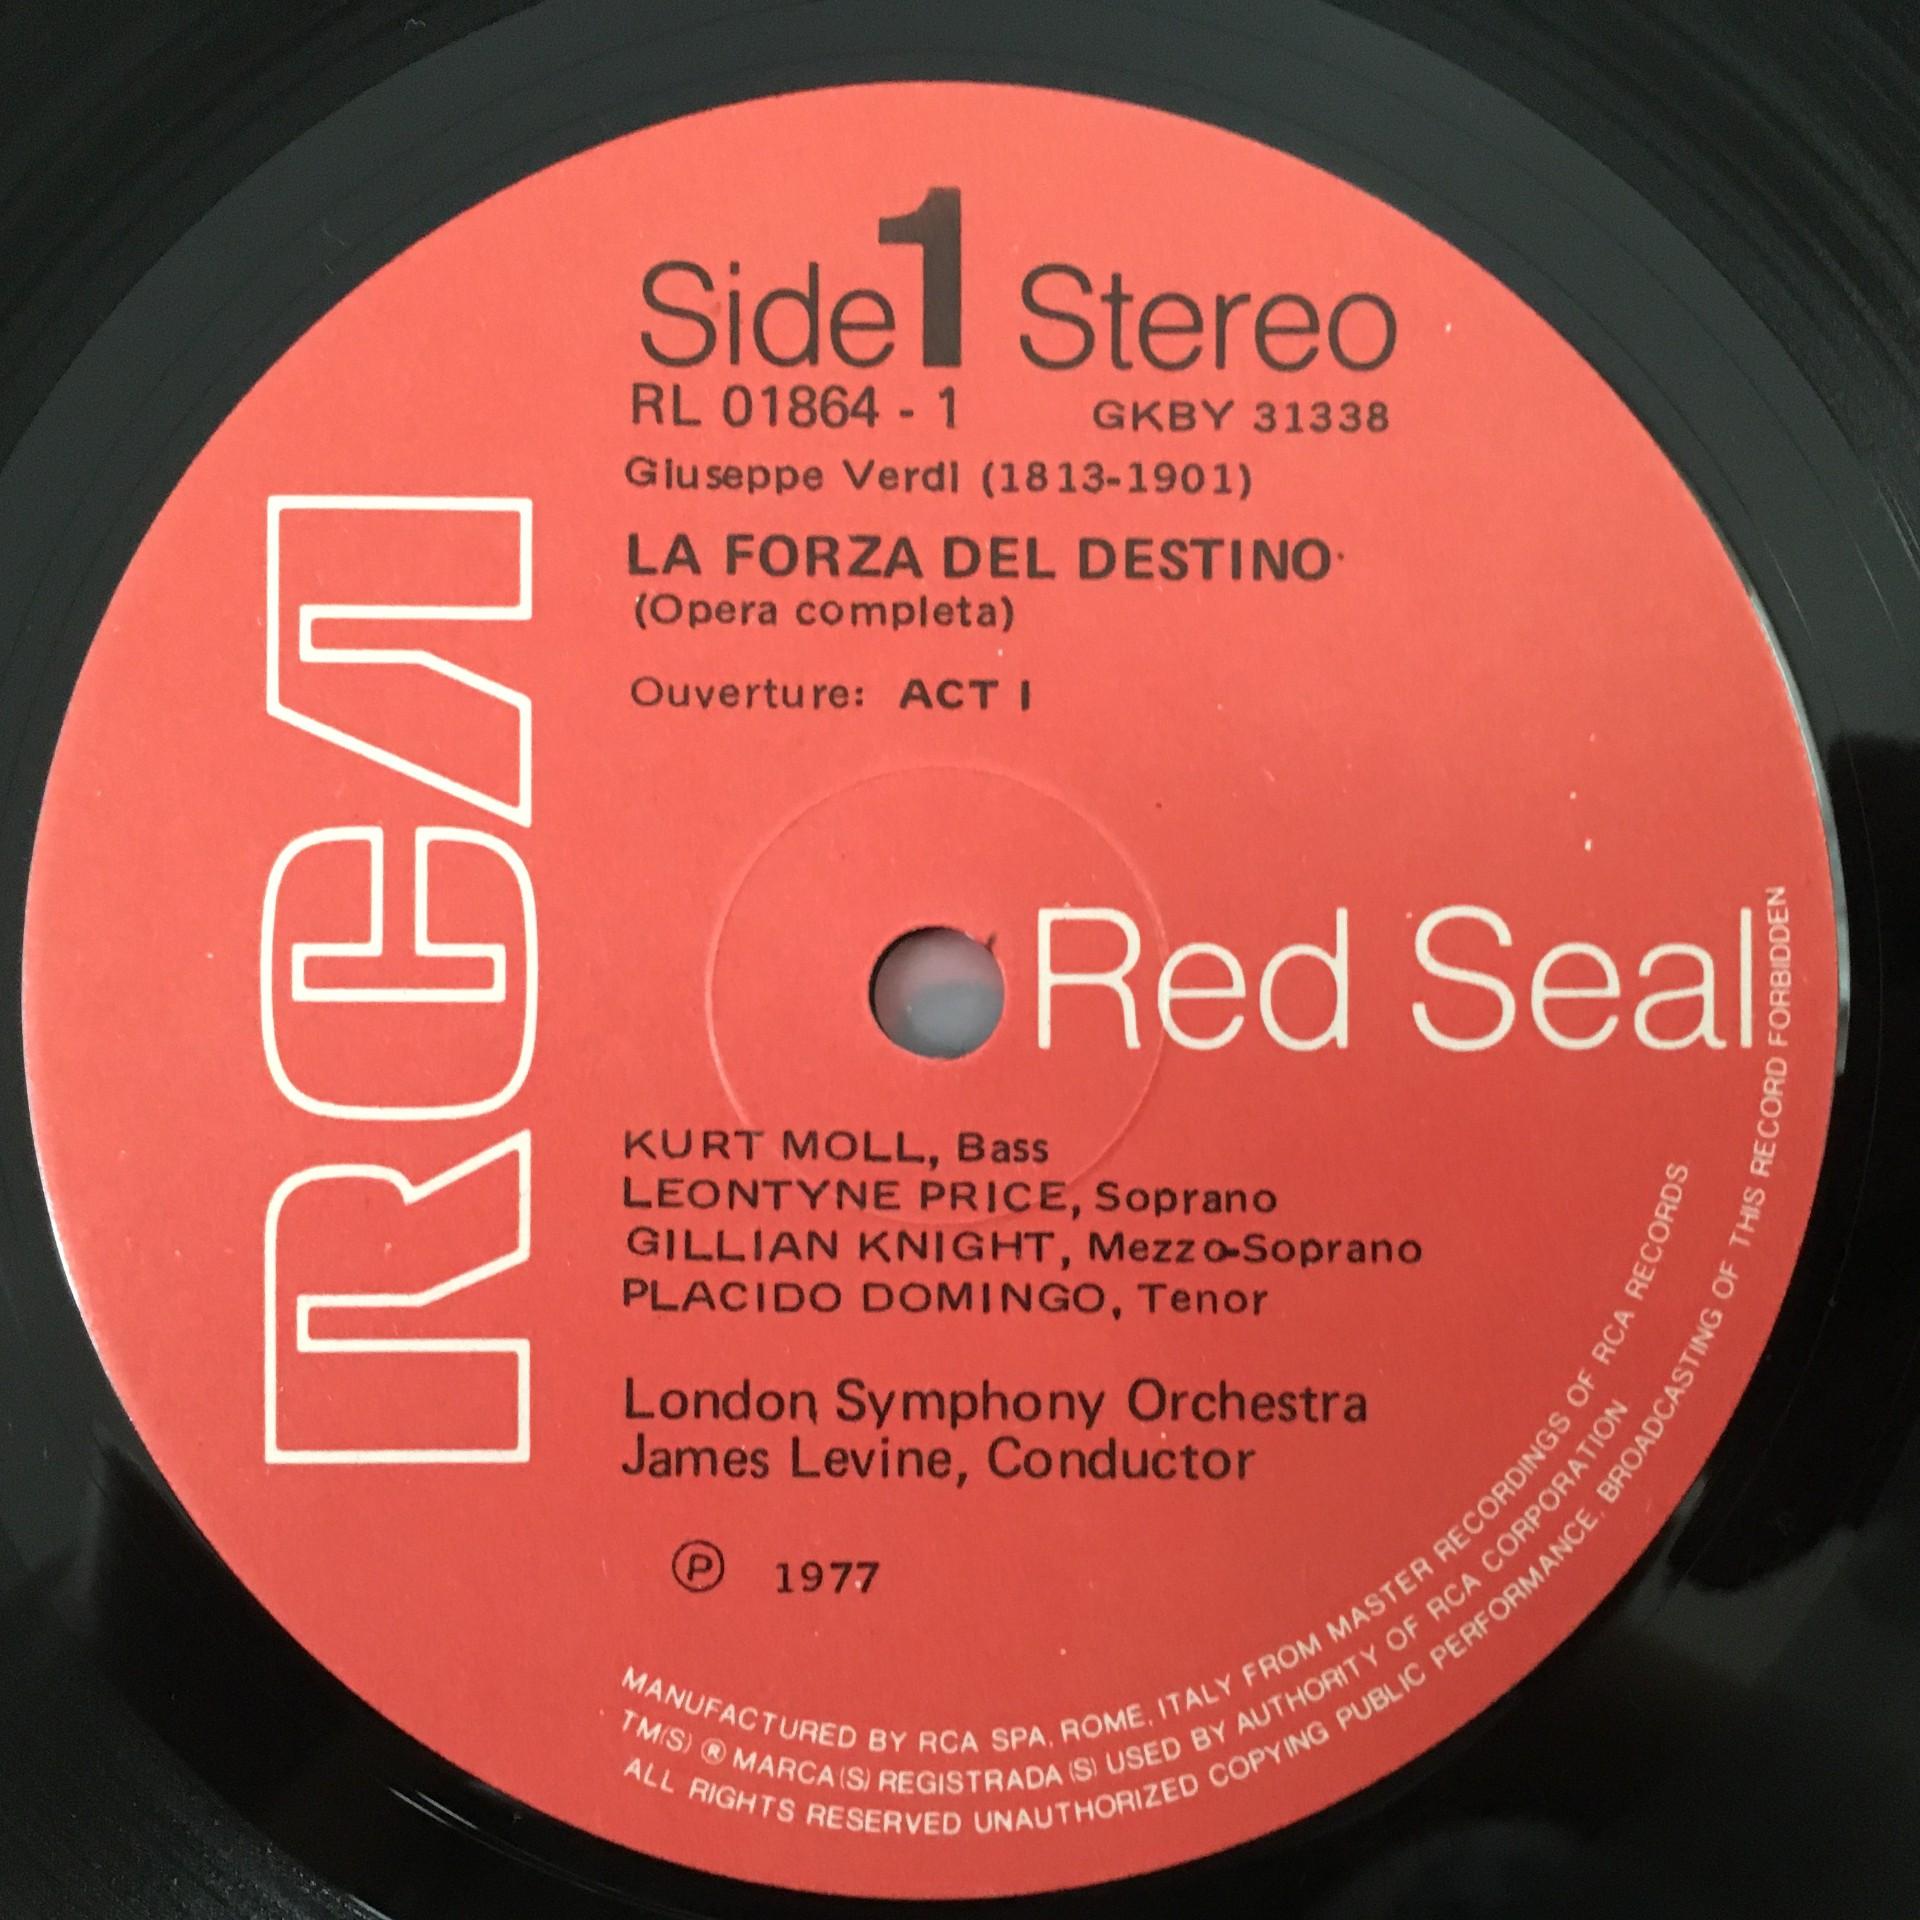 Side 1 Stereo
RL 01864 - 1 GKBY 31338
Giuseppe Verdi (1813-1901)
LA FORZA DEL DESTINO
(Opera completa)
Ouverture: ACT I
RCA
Red Seal
KURT MOLL, Bass
LEONTYNE PRICE, Soprano
GILLIAN KNIGHT, Mezzo-Soprano
PLACIDO DOMINGO, Tenor
London Symphony Orchestra
James Levine, Conductor
Ⓟ 1977
MANUFACTURED BY RCA SPA, ROME, ITALY FROM MASTER RECORDINGS OF RCA RECORDS
TM(S) ® MARCA(S) REGISTRADA(S) USED BY AUTHORITY OF RCA CORPORATION
ALL RIGHTS RESERVED UNAUTHORIZED COPYING PUBLIC PERFORMANCE, BROADCASTING OF THIS RECORD FORBIDDEN